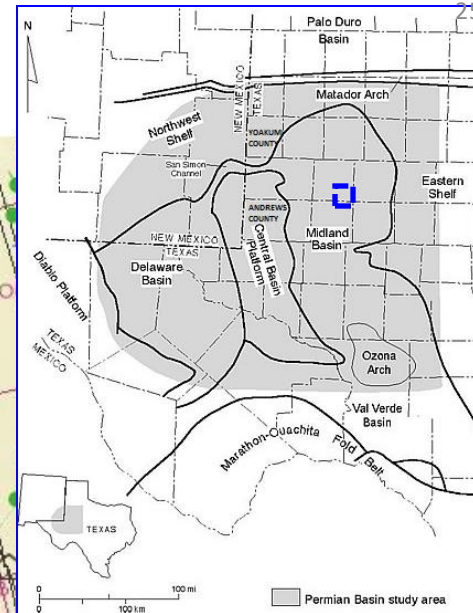 Palo Duro
Basin
N
Matador Arch
NEW MEXICO
TEXAS
Northwest
Shelf
YOAKUM
COUNTY
San Simon
Channel
Eastern
Shelf
ANDREWS
COUNTY
NEW MEXICO
TEXAS
Midland
Basin
Central Basin
Platform
Delaware
Basin
Diablo Platform
TEXAS
MEXICO
Ozona
Arch
Val Verde
Basin
Marathon-Ouachita Fold Belt
TEXAS
0 100 mi
0 100 km
Permian Basin study area